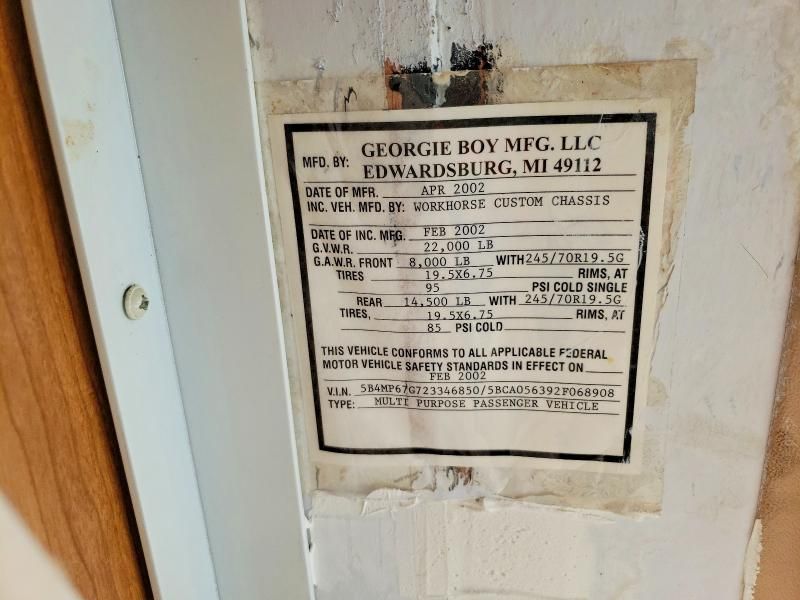 MFD. BY: GEORGIE BOY MFG. LLC
EDWARDSBURG, MI 49112
DATE OF MFR. APR 2002
INC. VEH. MFD. BY: WORKHORSE CUSTOM CHASSIS
DATE OF INC. MFG. FEB 2002
G.V.W.R. 22,000 LB
G.A.W.R. FRONT 8,000 LB WITH 245/70R19.5G
TIRES 19.5X6.75 RIMS, AT
95 PSI COLD SINGLE
REAR 14,500 LB WITH 245/70R19.5G
TIRES, 19.5X6.75 RIMS, AT
85 PSI COLD
THIS VEHICLE CONFORMS TO ALL APPLICABLE FEDERAL
MOTOR VEHICLE SAFETY STANDARDS IN EFFECT ON
FEB 2002
V.I.N. 5B4MP67G723346850/5BCA056392F068908
TYPE: MULTI PURPOSE PASSENGER VEHICLE